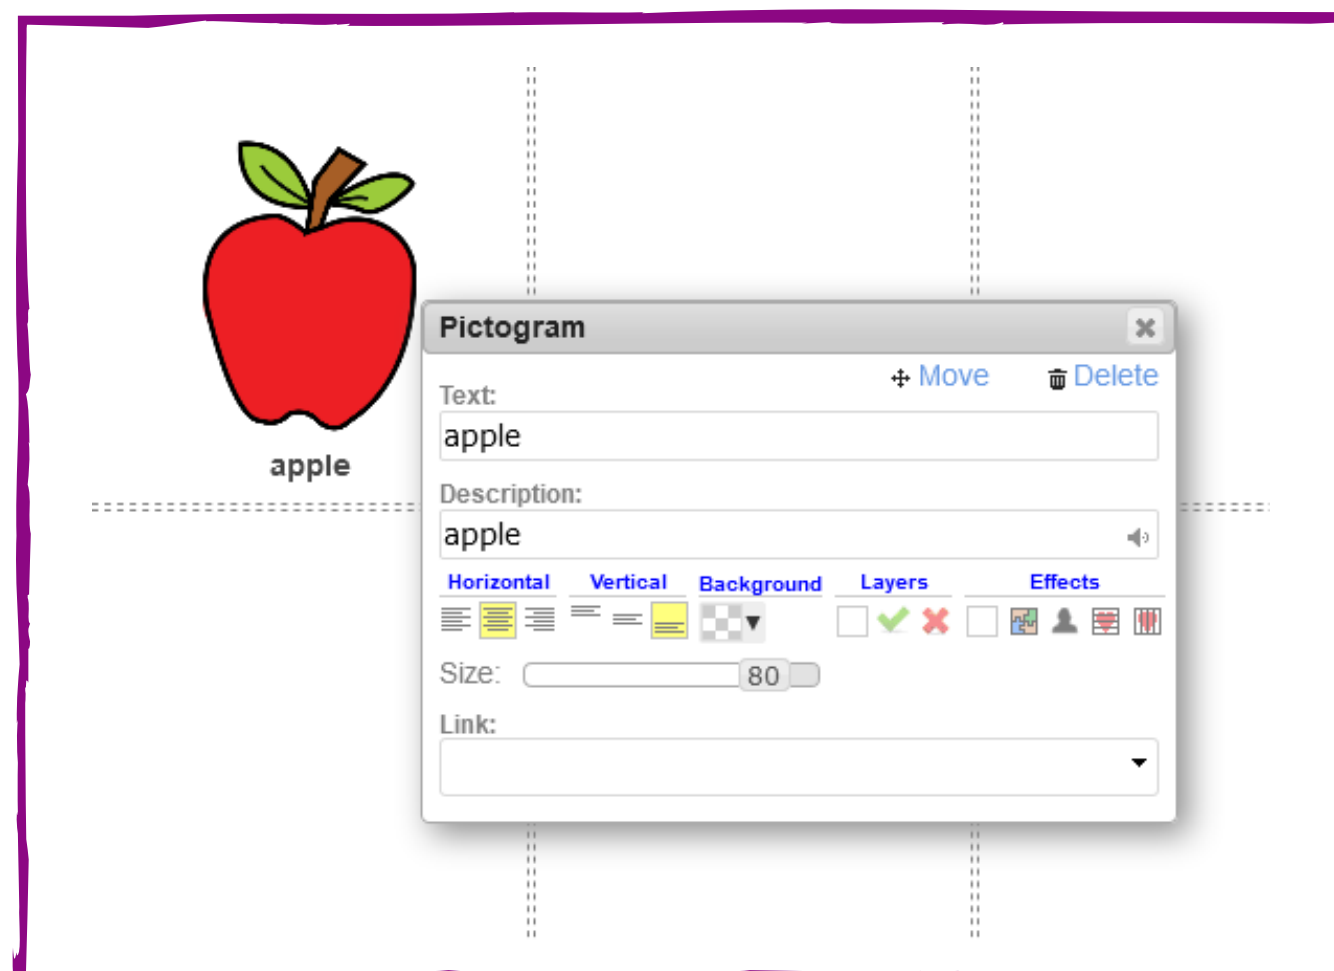 apple
Pictogram
Move Delete
Text:
apple
Description:
apple
Horizontal Vertical Background Layers Effects
Size: 80
Link: